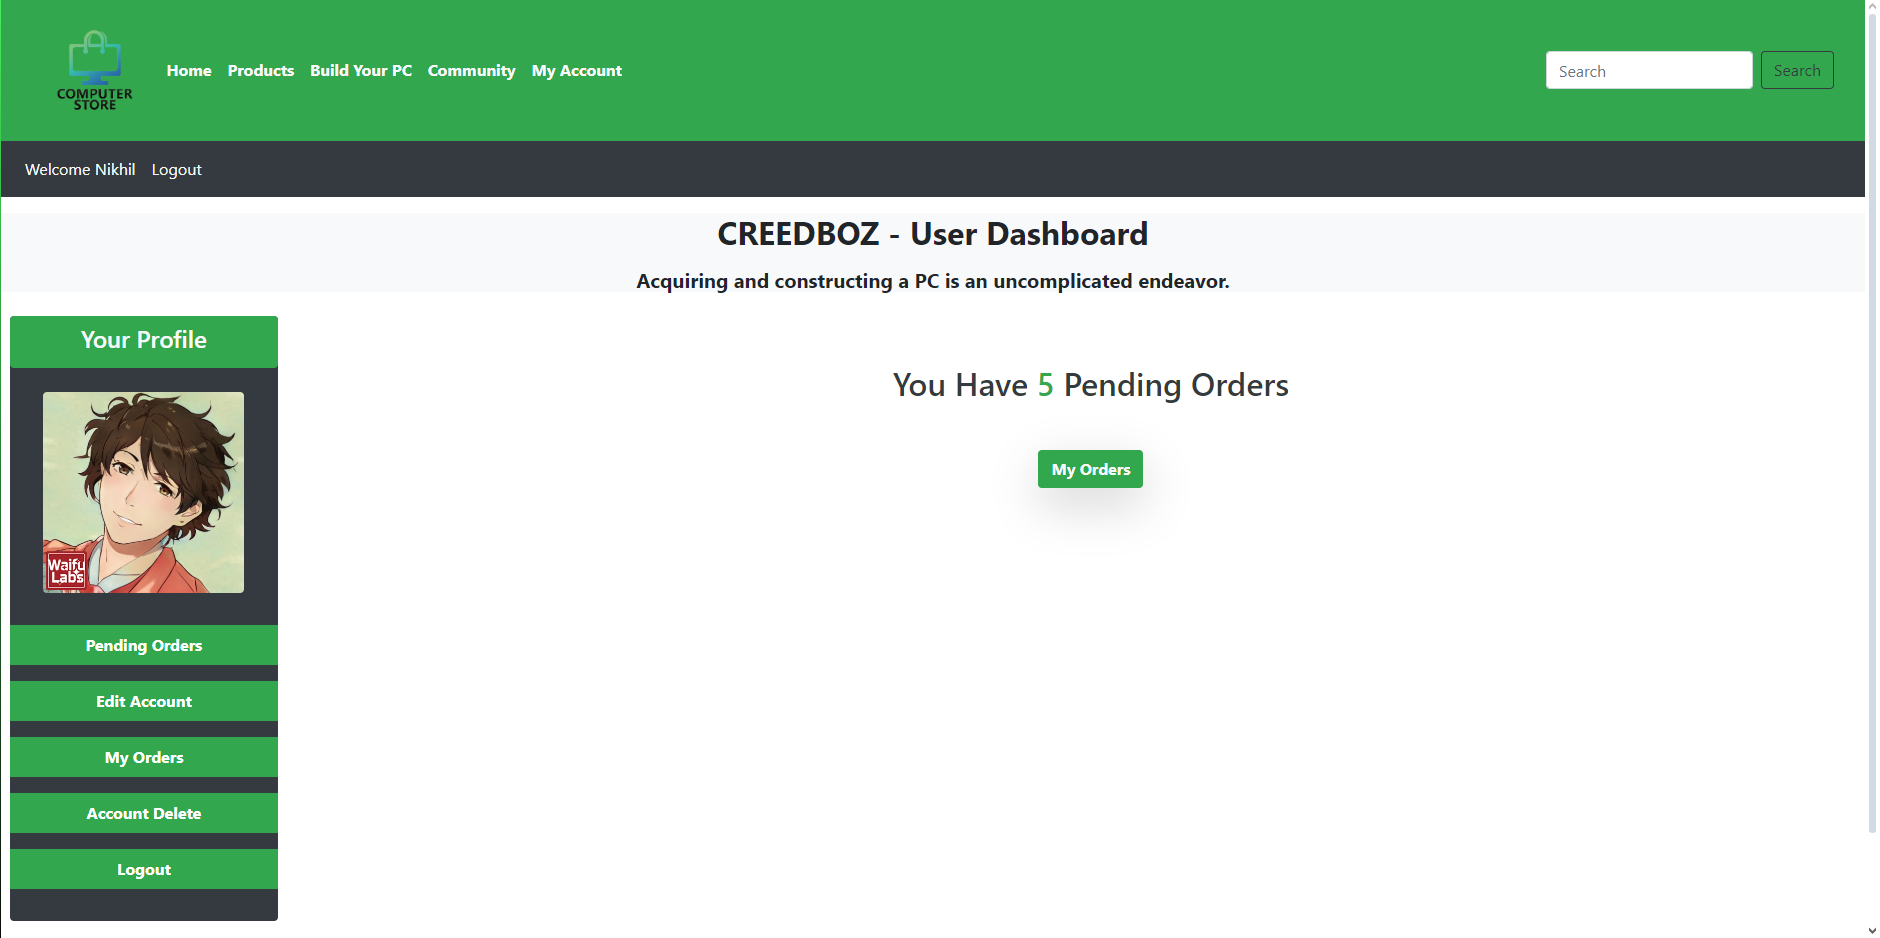 COMPUTER
STORE
Home Products Build Your PC Community My Account
Search Search
Welcome Nikhil Logout
CREEDBOZ - User Dashboard
Acquiring and constructing a PC is an uncomplicated endeavor.
Your Profile
Waifu
Labs
Pending Orders
Edit Account
My Orders
Account Delete
Logout
You Have 5 Pending Orders
My Orders